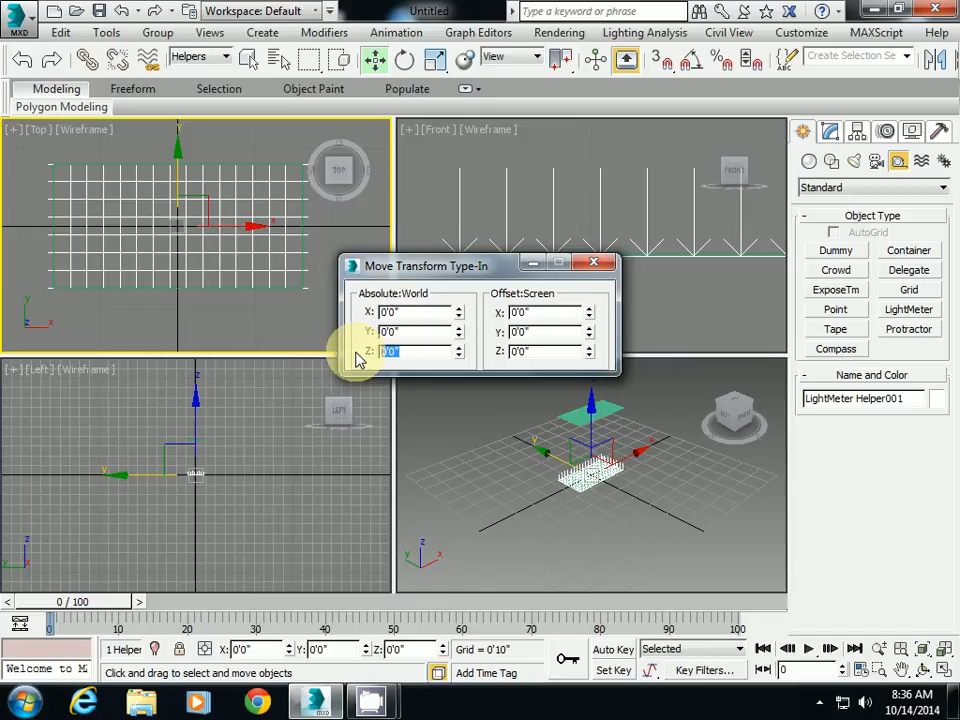 MXD
Workspace: Default
Untitled
Type a keyword or phrase
Edit Tools Group Views Create Modifiers Animation Graph Editors Rendering Lighting Analysis Civil View Customize MAXScript Help
Helpers
View
3
Create Selection Se
Modeling Freeform Selection Object Paint Populate
Polygon Modeling
[+] [Top] [Wireframe]
TOP
y
x
[+] [Front] [Wireframe]
FRONT
Standard
- Object Type
AutoGrid
Dummy Container
Crowd Delegate
ExposeTm Grid
Point LightMeter
Tape Protractor
Compass
- Name and Color
LightMeter Helper001
Move Transform Type-In
Absolute:World
X: 0'0"
Y: 0'0"
Z: 0'0"
Offset:Screen
X: 0'0"
Y: 0'0"
Z: 0'0"
[+] [Left] [Wireframe]
LEFT
z
y
z
y
x
z
y
x
0 / 100
0 10 20 30 40 50 60 70 80 90 100
1 Helper X: 0'0" Y: 0'0" Z: 0'0" Grid = 0'10" Auto Key Selected
Welcome to M Click and drag to select and move objects Add Time Tag Set Key Key Filters... 0
MXD
8:36 AM
10/14/2014